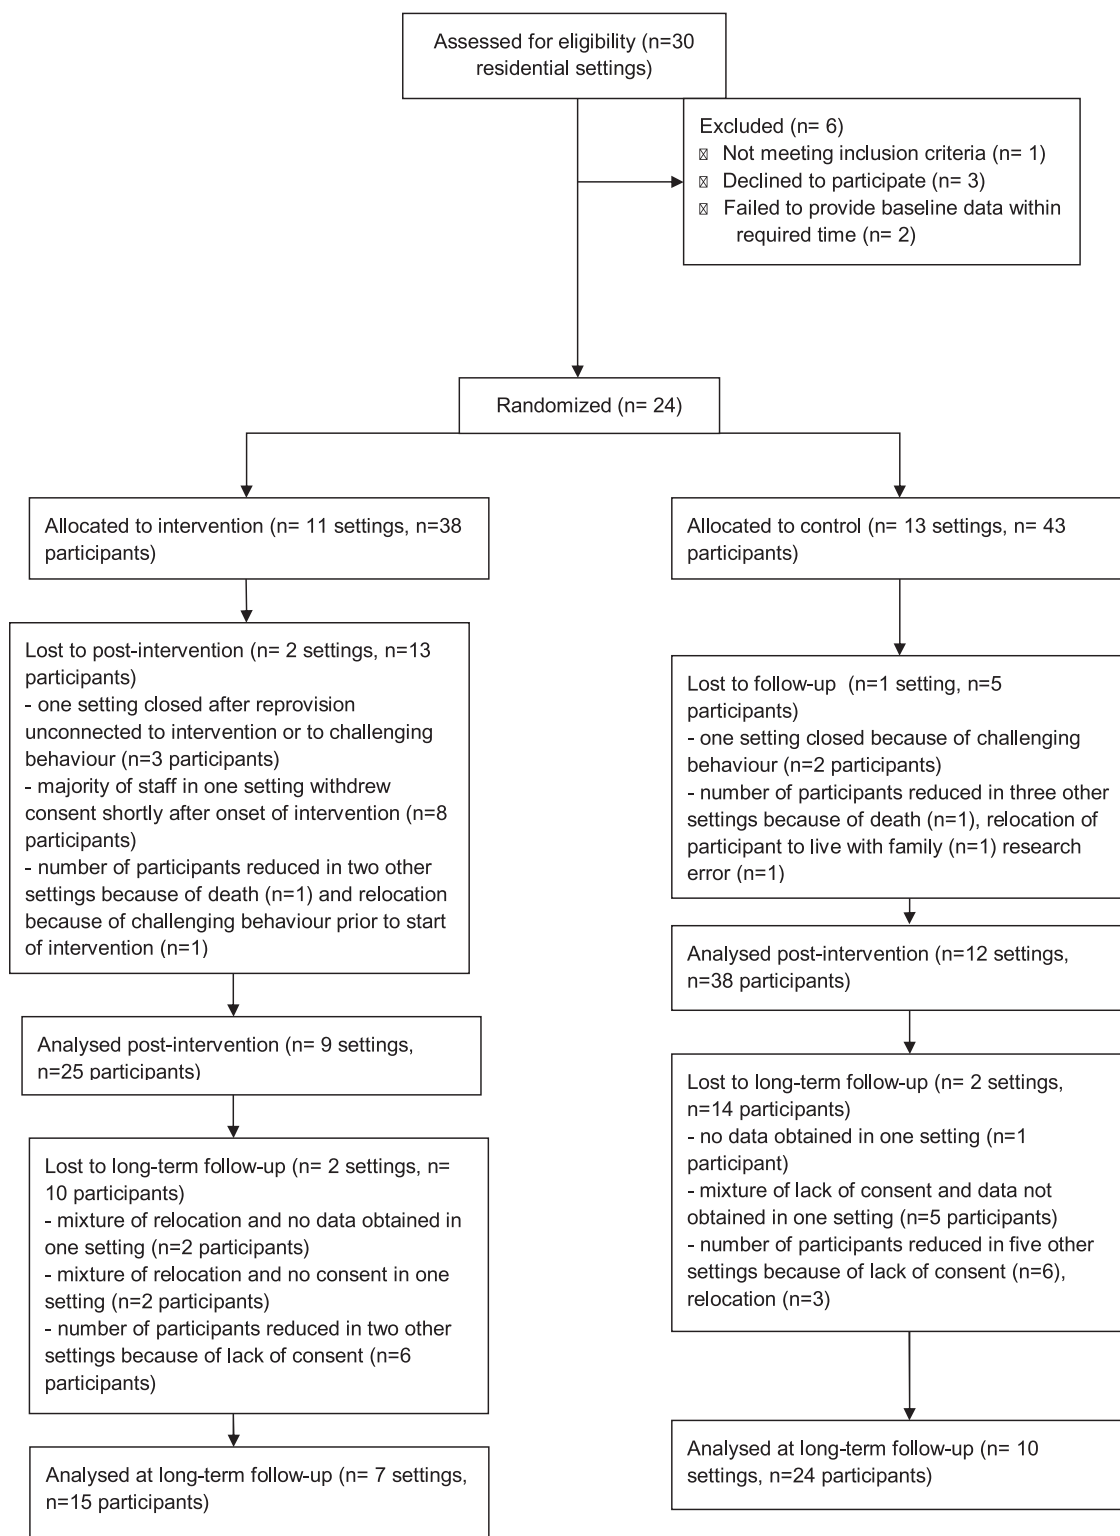 Assessed for eligibility (n=30
residential settings)
Excluded (n= 6)
Not meeting inclusion criteria (n= 1)
Declined to participate (n= 3)
Failed to provide baseline data within
required time (n= 2)
Randomized (n= 24)
Allocated to intervention (n= 11 settings, n=38
participants)
Lost to post-intervention (n= 2 settings, n=13
participants)
- one setting closed after reprovision
unconnected to intervention or to challenging
behaviour (n=3 participants)
- majority of staff in one setting withdrew
consent shortly after onset of intervention (n=8
participants)
- number of participants reduced in two other
settings because of death (n=1) and relocation
because of challenging behaviour prior to start
of intervention (n=1)
Analysed post-intervention (n= 9 settings,
n=25 participants)
Lost to long-term follow-up (n= 2 settings, n=
10 participants)
- mixture of relocation and no data obtained in
one setting (n=2 participants)
- mixture of relocation and no consent in one
setting (n=2 participants)
- number of participants reduced in two other
settings because of lack of consent (n=6
participants)
Analysed at long-term follow-up (n= 7 settings,
n=15 participants)
Allocated to control (n= 13 settings, n= 43
participants)
Lost to follow-up (n=1 setting, n=5
participants)
- one setting closed because of challenging
behaviour (n=2 participants)
- number of participants reduced in three other
settings because of death (n=1), relocation of
participant to live with family (n=1) research
error (n=1)
Analysed post-intervention (n=12 settings,
n=38 participants)
Lost to long-term follow-up (n= 2 settings,
n=14 participants)
- no data obtained in one setting (n=1
participant)
- mixture of lack of consent and data not
obtained in one setting (n=5 participants)
- number of participants reduced in five other
settings because of lack of consent (n=6),
relocation (n=3)
Analysed at long-term follow-up (n= 10
settings, n=24 participants)